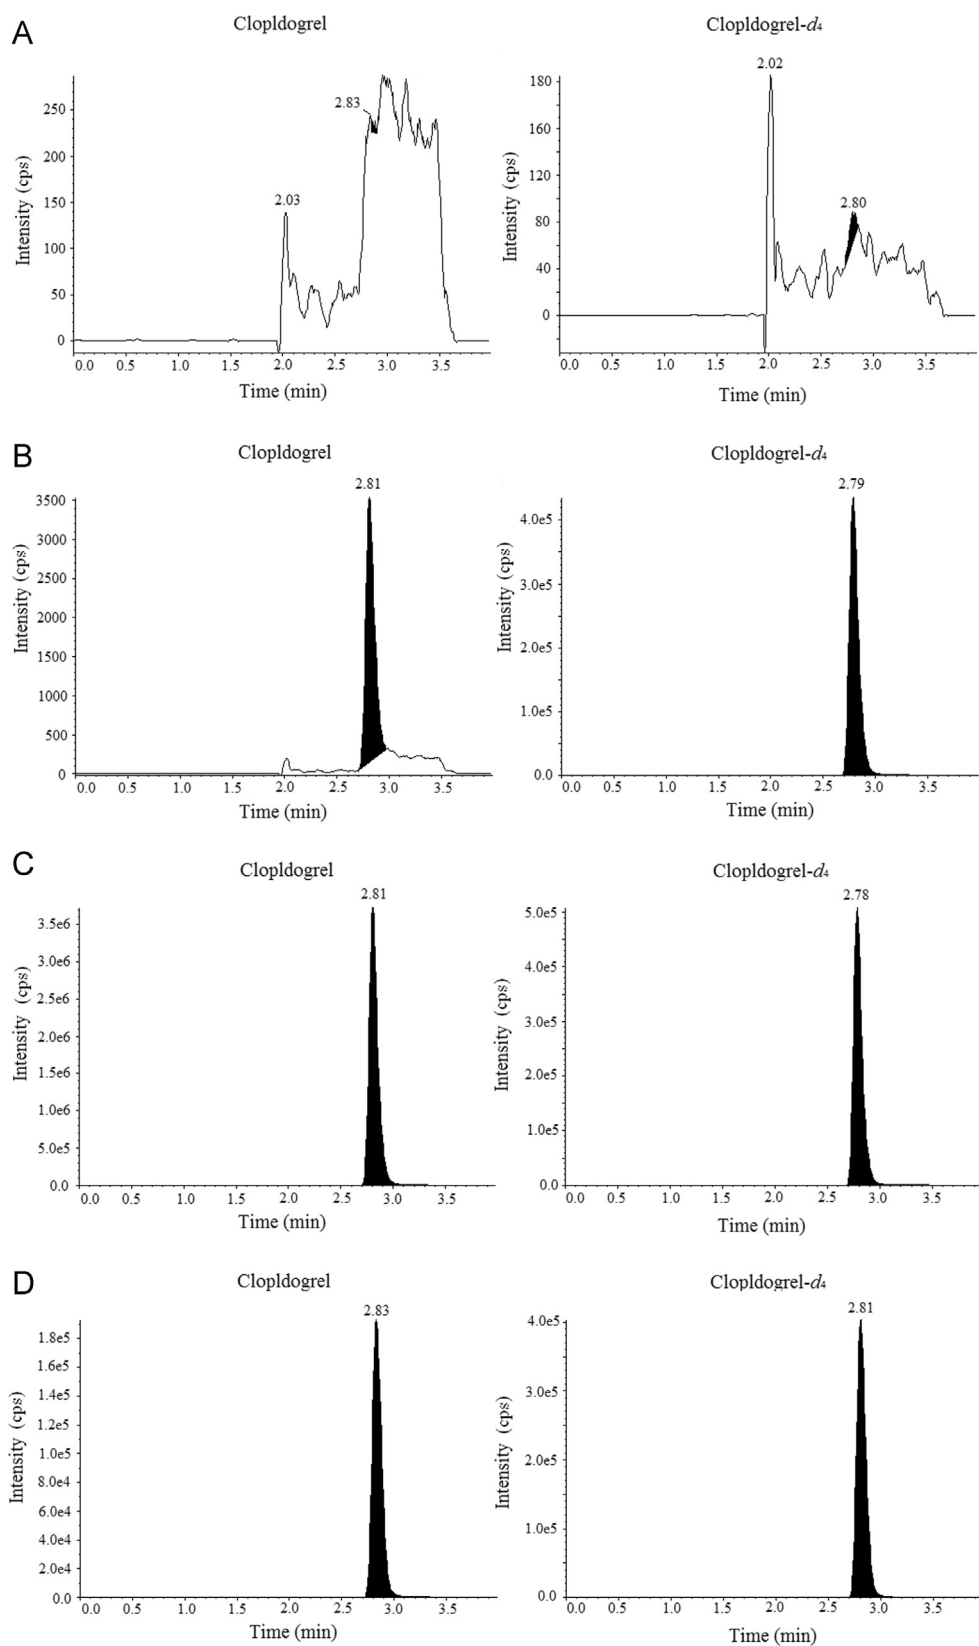 A
Clopldogrel
2.83
2.03
Intensity (cps)
250
200
150
100
50
0
0.0 0.5 1.0 1.5 2.0 2.5 3.0 3.5
Time (min)
Clopldogrel-d4
2.02
2.80
Intensity (cps)
180
160
120
80
40
0
0.0 0.5 1.0 1.5 2.0 2.5 3.0 3.5
Time (min)
B
Clopldogrel
2.81
Intensity (cps)
3500
3000
2500
2000
1500
1000
500
0
0.0 0.5 1.0 1.5 2.0 2.5 3.0 3.5
Time (min)
Clopldogrel-d4
2.79
Intensity (cps)
4.0e5
3.0e5
2.0e5
1.0e5
0.0
0.0 0.5 1.0 1.5 2.0 2.5 3.0 3.5
Time (min)
C
Clopldogrel
2.81
Intensity (cps)
3.5e6
3.0e6
2.5e6
2.0e6
1.5e6
1.0e6
5.0e5
0.0
0.0 0.5 1.0 1.5 2.0 2.5 3.0 3.5
Time (min)
Clopldogrel-d4
2.78
Intensity (cps)
5.0e5
4.0e5
3.0e5
2.0e5
1.0e5
0.0
0.0 0.5 1.0 1.5 2.0 2.5 3.0 3.5
Time (min)
D
Clopldogrel
2.83
Intensity (cps)
1.8e5
1.6e5
1.4e5
1.2e5
1.0e5
8.0e4
6.0e4
4.0e4
2.0e4
0.0
0.0 0.5 1.0 1.5 2.0 2.5 3.0 3.5
Time (min)
Clopldogrel-d4
2.81
Intensity (cps)
4.0e5
3.0e5
2.0e5
1.0e5
0.0
0.0 0.5 1.0 1.5 2.0 2.5 3.0 3.5
Time (min)